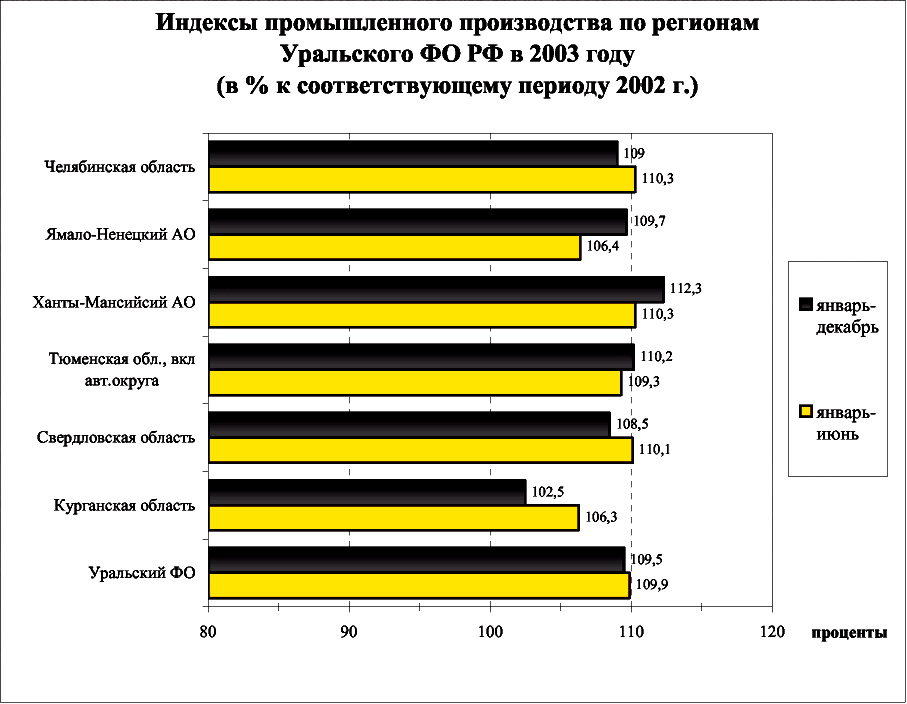 Индексы промышленного производства по регионам
Уральского ФО РФ в 2003 году
(в % к соответствующему периоду 2002 г.)
Челябинская область
109
110,3
Ямало-Ненецкий АО
109,7
106,4
Ханты-Мансийсий АО
112,3
110,3
Тюменская обл., вкл
авт.округа
110,2
109,3
Свердловская область
108,5
110,1
Курганская область
102,5
106,3
Уральский ФО
109,5
109,9
80 90 100 110 120 проценты
январь-
декабрь
январь-
июнь